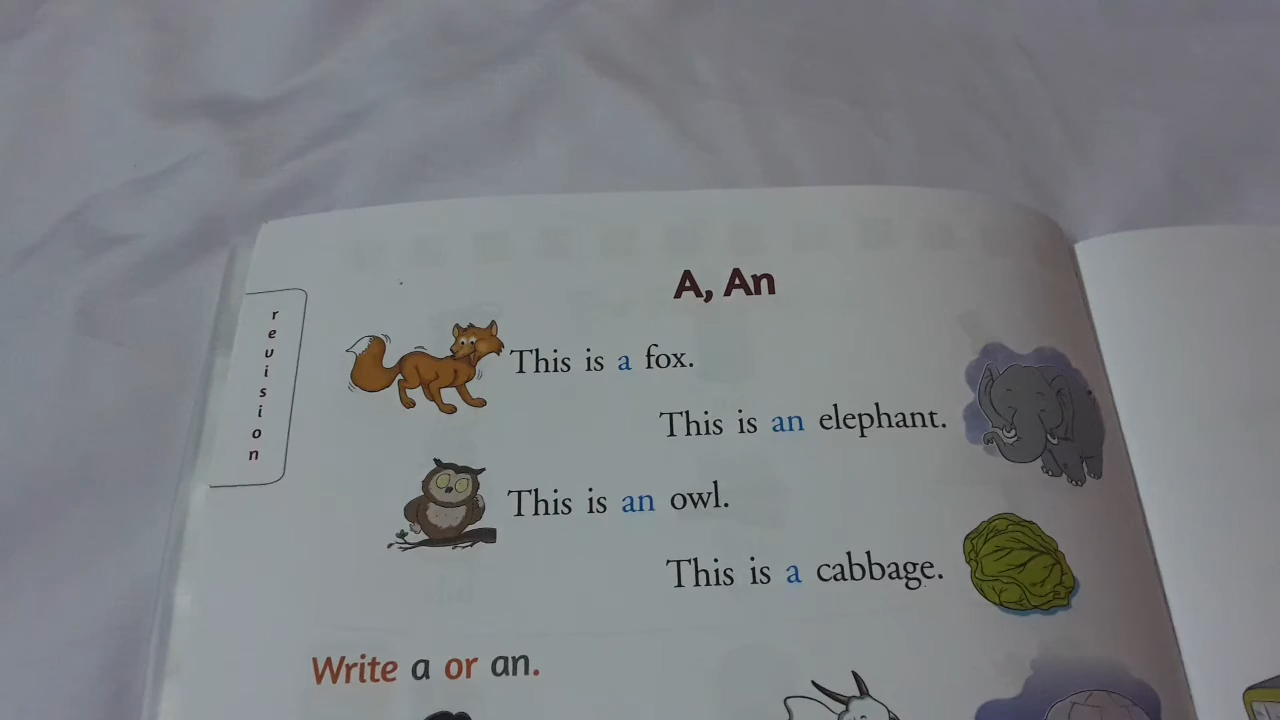 revision
A, An
This is a fox.
This is an elephant.
This is an owl.
This is a cabbage.
Write a or an.